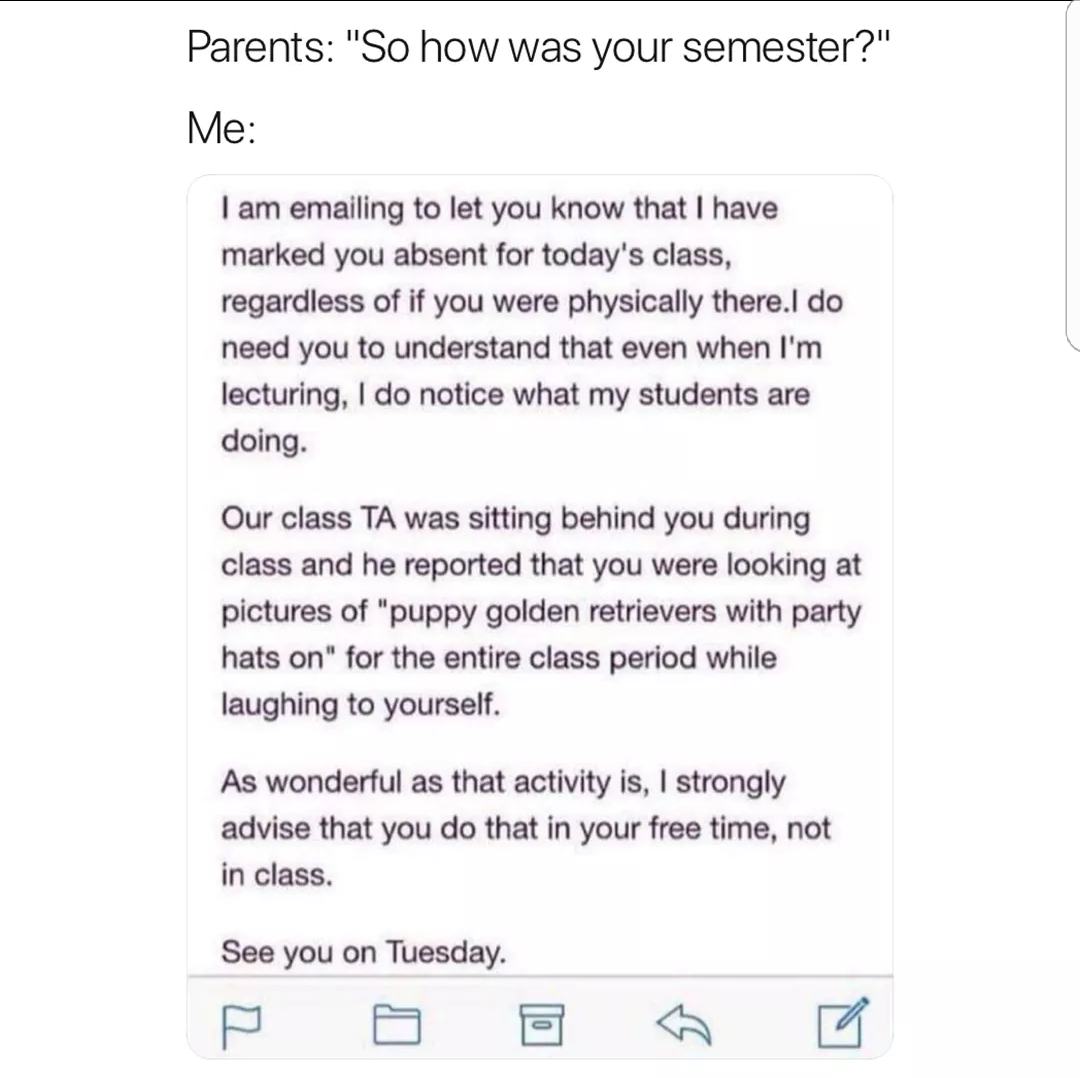 Parents: "So how was your semester?"
Me:
I am emailing to let you know that I have
marked you absent for today's class,
regardless of if you were physically there.I do
need you to understand that even when I'm
lecturing, I do notice what my students are
doing.
Our class TA was sitting behind you during
class and he reported that you were looking at
pictures of "puppy golden retrievers with party
hats on" for the entire class period while
laughing to yourself.
As wonderful as that activity is, I strongly
advise that you do that in your free time, not
in class.
See you on Tuesday.